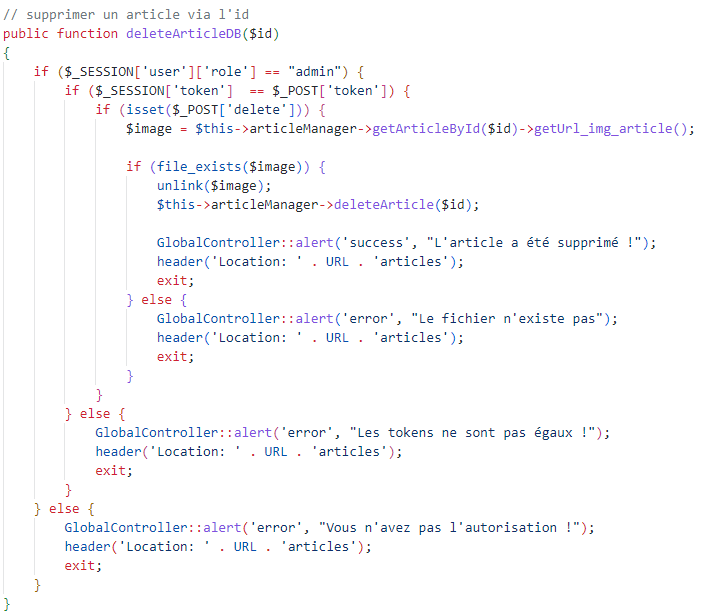 // supprimer un article via l'id
public function deleteArticleDB($id)
{
    if ($_SESSION['user']['role'] == "admin") {
        if ($_SESSION['token']  == $_POST['token']) {
            if (isset($_POST['delete'])) {
                $image = $this->articleManager->getArticleById($id)->getUrl_img_article();

                if (file_exists($image)) {
                    unlink($image);
                    $this->articleManager->deleteArticle($id);

                    GlobalController::alert('success', "L'article a été supprimé !");
                    header('Location: ' . URL . 'articles');
                    exit;
                } else {
                    GlobalController::alert('error', "Le fichier n'existe pas");
                    header('Location: ' . URL . 'articles');
                    exit;
                }
            }
        } else {
            GlobalController::alert('error', "Les tokens ne sont pas égaux !");
            header('Location: ' . URL . 'articles');
            exit;
        }
    } else {
        GlobalController::alert('error', "Vous n'avez pas l'autorisation !");
        header('Location: ' . URL . 'articles');
        exit;
    }
}